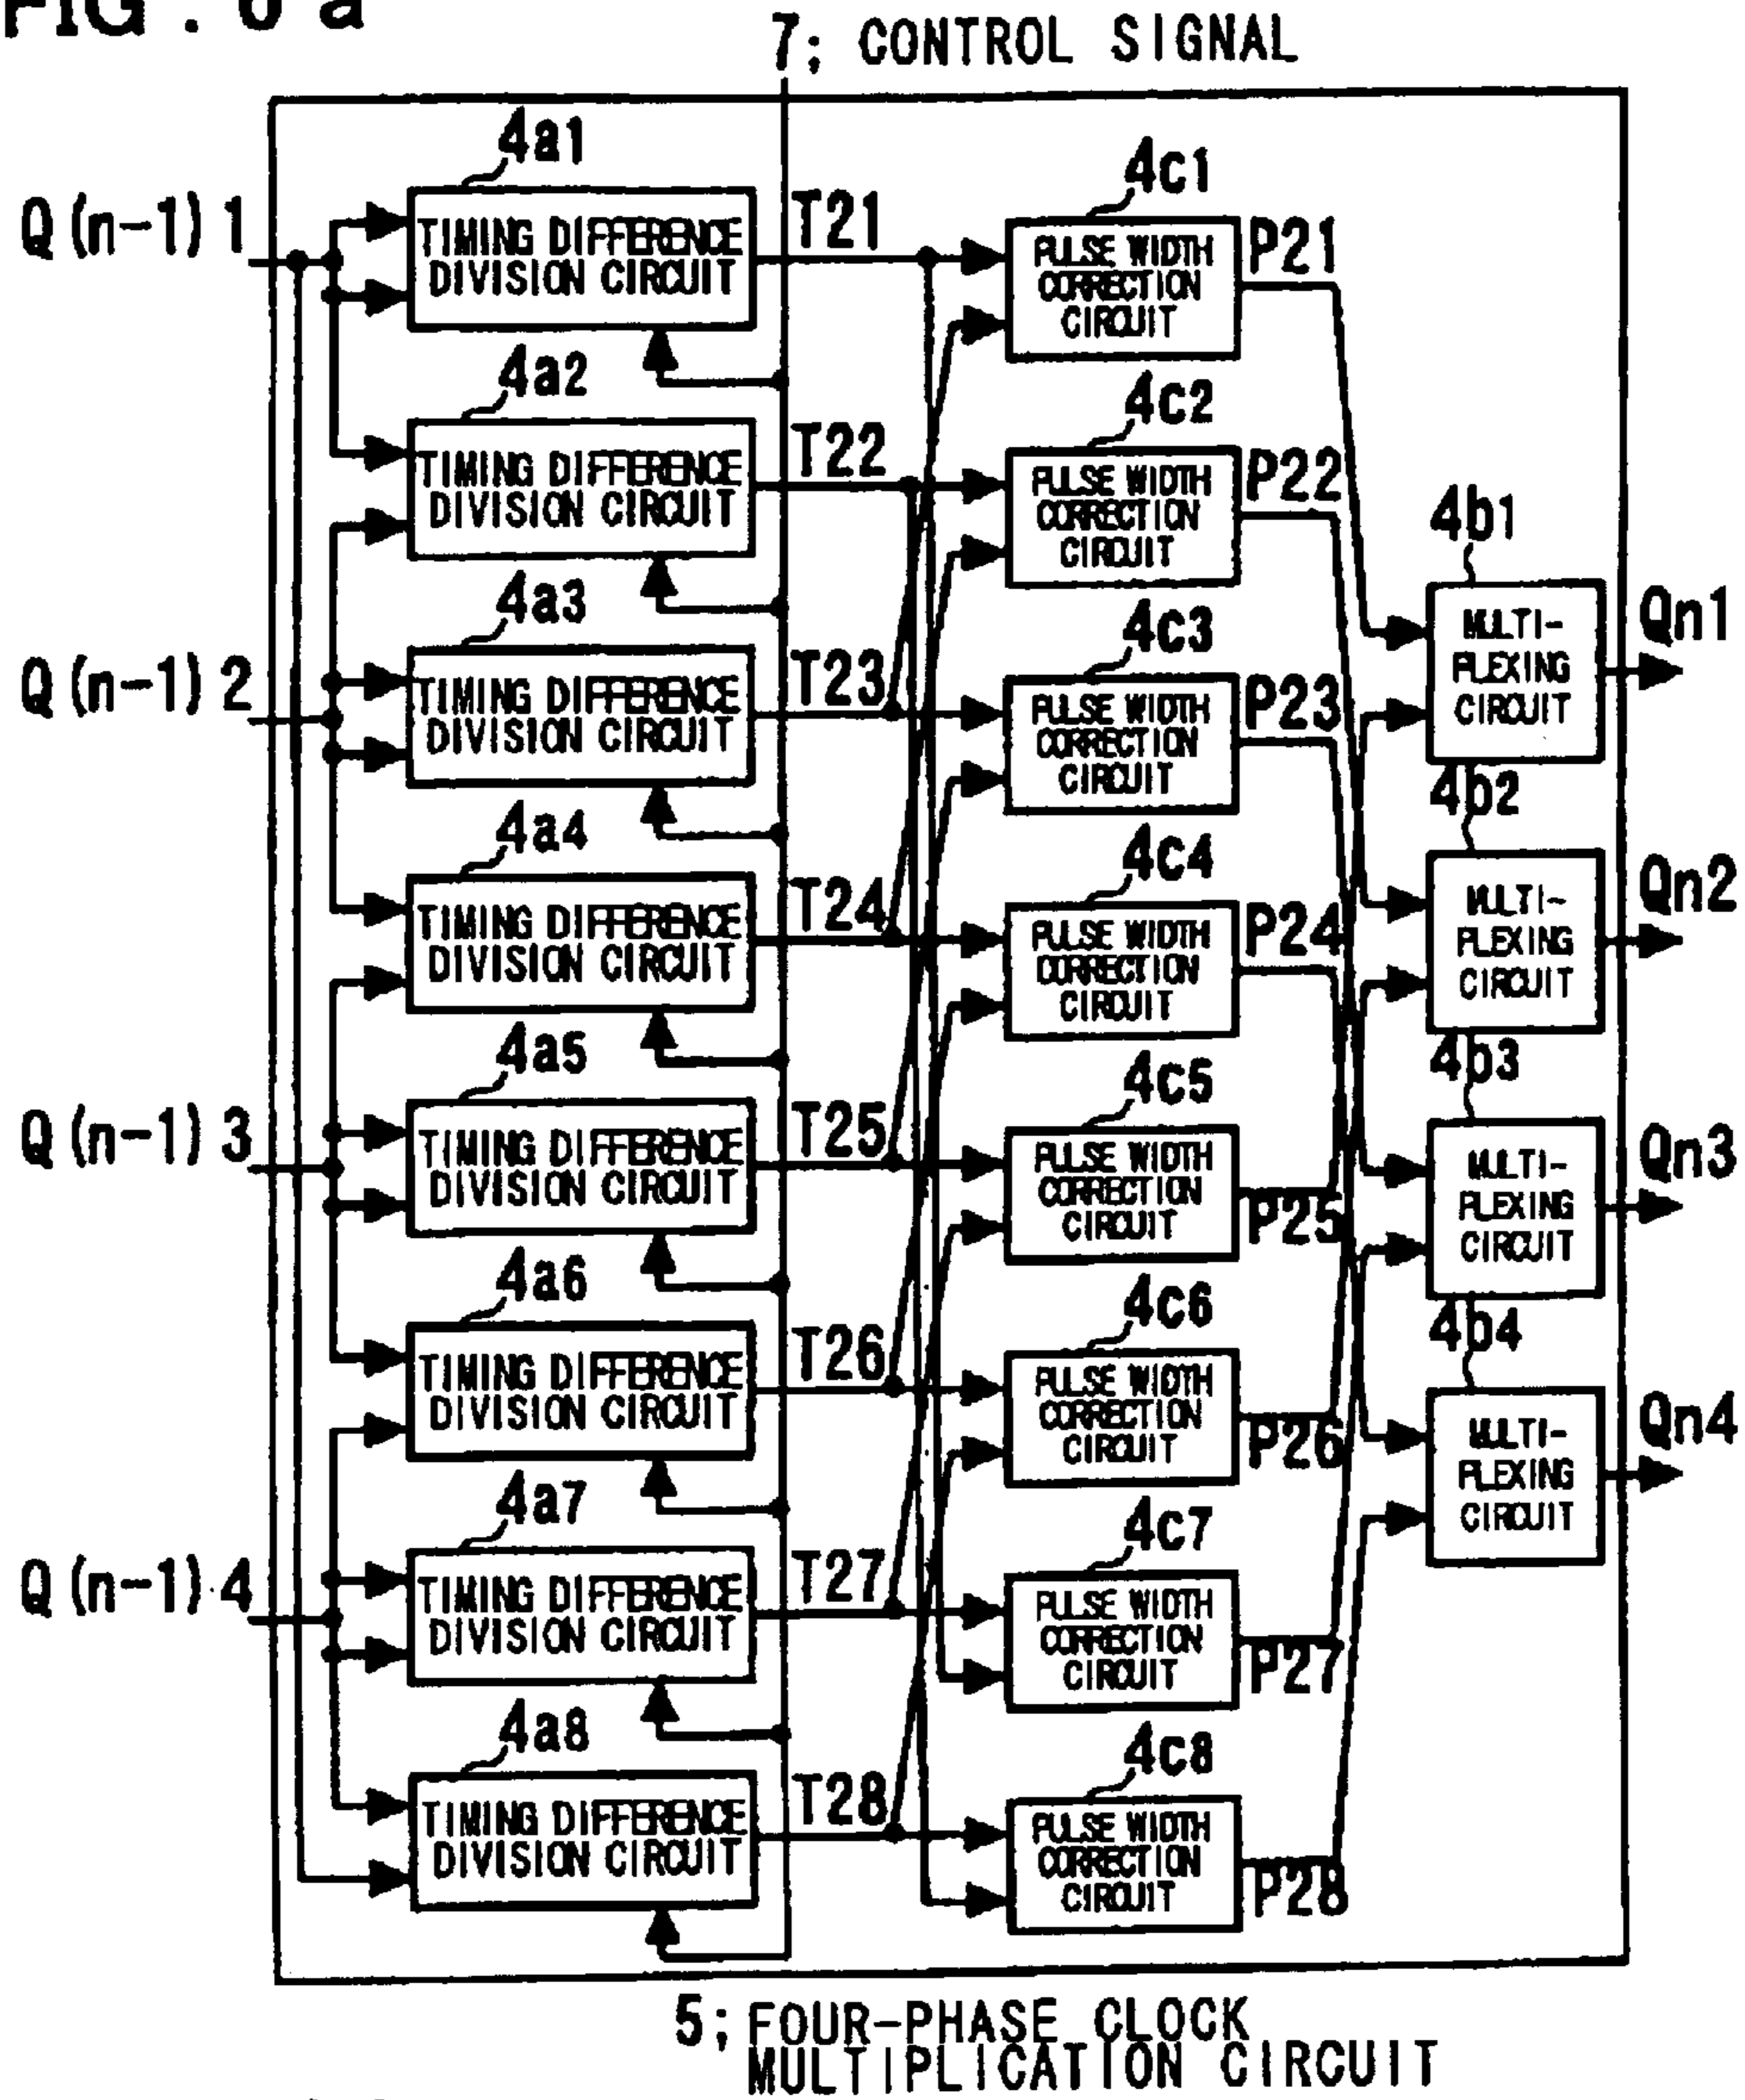 FIG. 6a
7; CONTROL SIGNAL
4a1
Q(n-1)1
TIMING DIFFERENCE
DIVISION CIRCUIT
T21
4c1
PULSE WIDTH
CORRECTION
CIRCUIT
P21
4a2
TIMING DIFFERENCE
DIVISION CIRCUIT
T22
4c2
PULSE WIDTH
CORRECTION
CIRCUIT
P22
4b1
MULTI-
PLEXING
CIRCUIT
Qn1
4a3
Q(n-1)2
TIMING DIFFERENCE
DIVISION CIRCUIT
T23
4c3
PULSE WIDTH
CORRECTION
CIRCUIT
P23
4b2
MULTI-
PLEXING
CIRCUIT
Qn2
4a4
TIMING DIFFERENCE
DIVISION CIRCUIT
T24
4c4
PULSE WIDTH
CORRECTION
CIRCUIT
P24
4b3
MULTI-
PLEXING
CIRCUIT
Qn3
4a5
Q(n-1)3
TIMING DIFFERENCE
DIVISION CIRCUIT
T25
4c5
PULSE WIDTH
CORRECTION
CIRCUIT
P25
4b4
MULTI-
PLEXING
CIRCUIT
Qn4
4a6
TIMING DIFFERENCE
DIVISION CIRCUIT
T26
4c6
PULSE WIDTH
CORRECTION
CIRCUIT
P26
4a7
Q(n-1)4
TIMING DIFFERENCE
DIVISION CIRCUIT
T27
4c7
PULSE WIDTH
CORRECTION
CIRCUIT
P27
4a8
TIMING DIFFERENCE
DIVISION CIRCUIT
T28
4c8
PULSE WIDTH
CORRECTION
CIRCUIT
P28
5; FOUR-PHASE CLOCK
MULTIPLICATION CIRCUIT